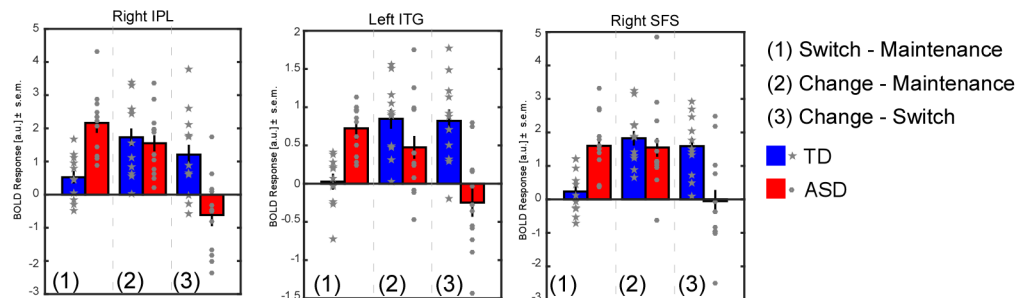 Right IPL
BOLD Response [a.u.] ± s.e.m.
5
4
3
2
1
0
-1
-2
-3
(1) (2) (3)
Left ITG
BOLD Response [a.u.] ± s.e.m.
2
1.5
1
0.5
0
-0.5
-1
-1.5
(1) (2) (3)
Right SFS
BOLD Response [a.u.] ± s.e.m.
5
4
3
2
1
0
-1
-2
-3
(1) (2) (3)
(1) Switch - Maintenance
(2) Change - Maintenance
(3) Change - Switch
TD
ASD